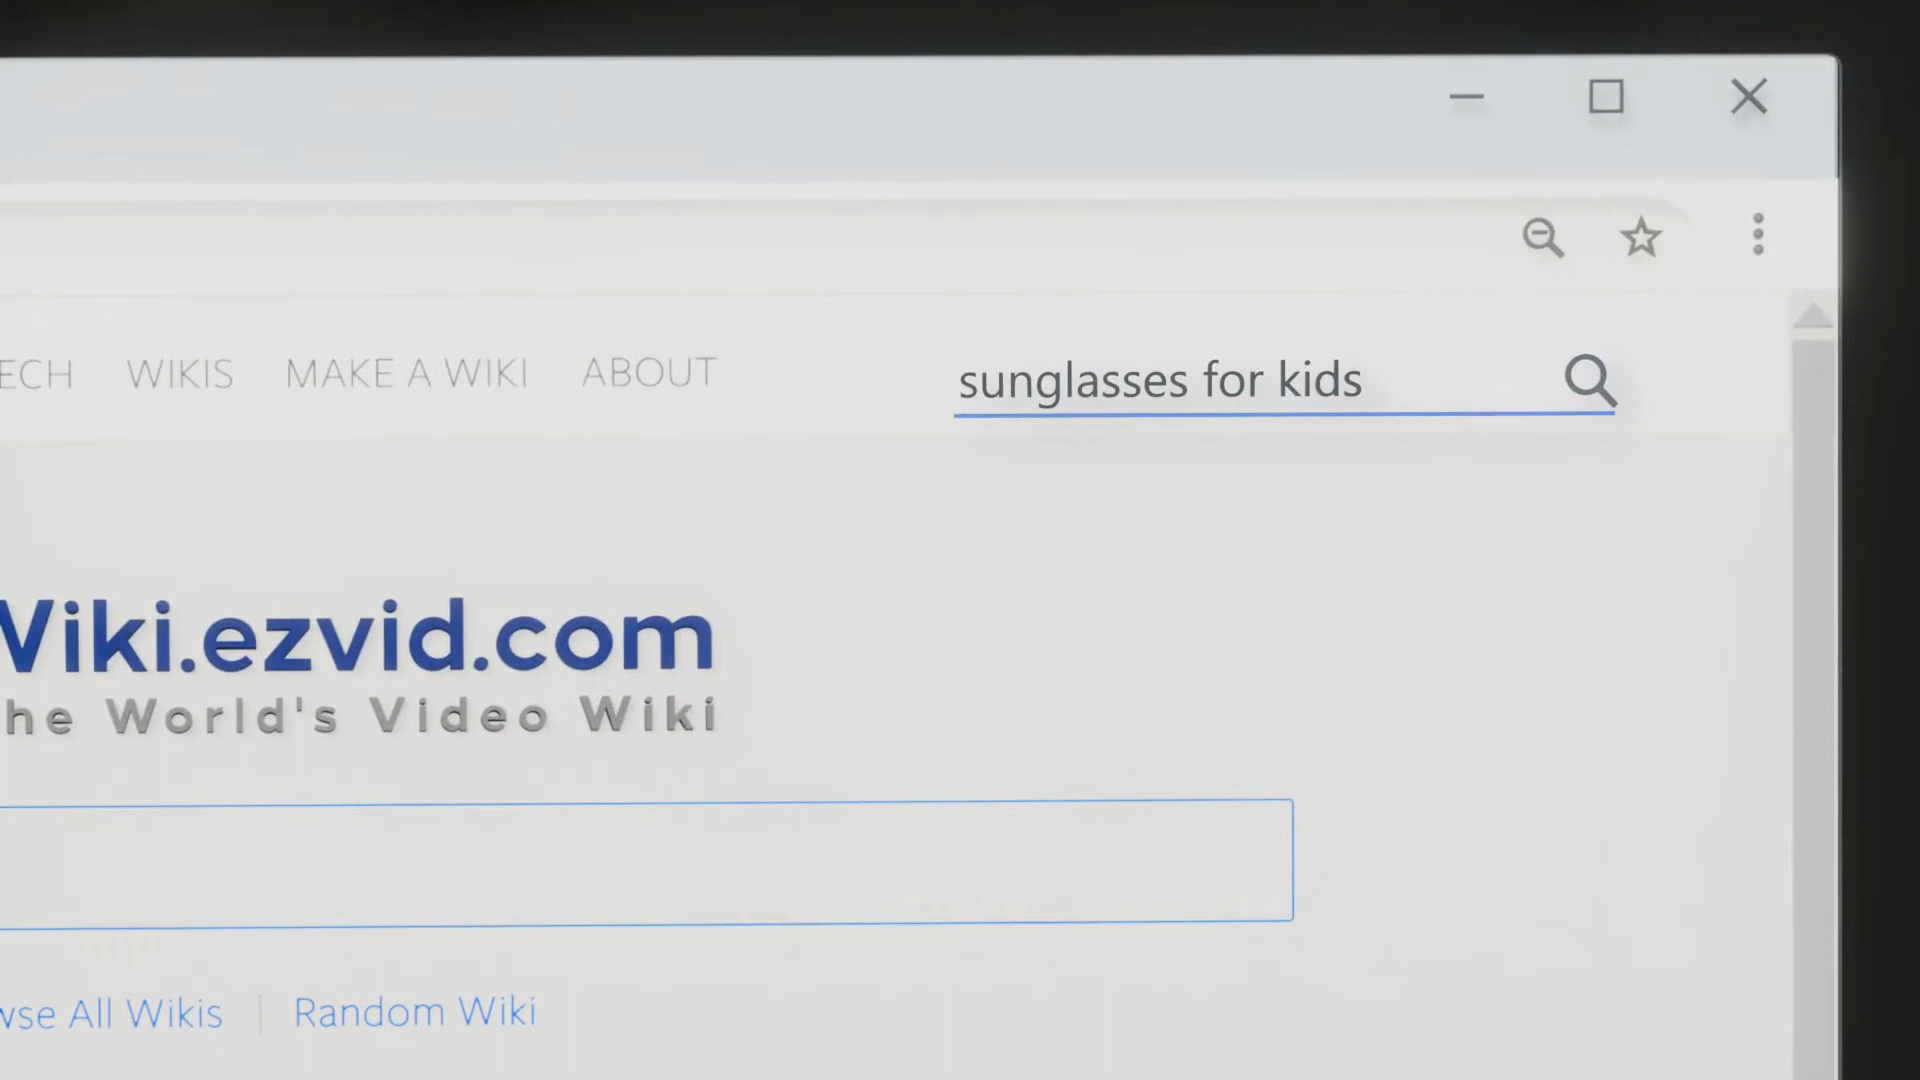 ECH WIKIS MAKE A WIKI ABOUT
sunglasses for kids
Wiki.ezvid.com
he World's Video Wiki
wse All Wikis | Random Wiki